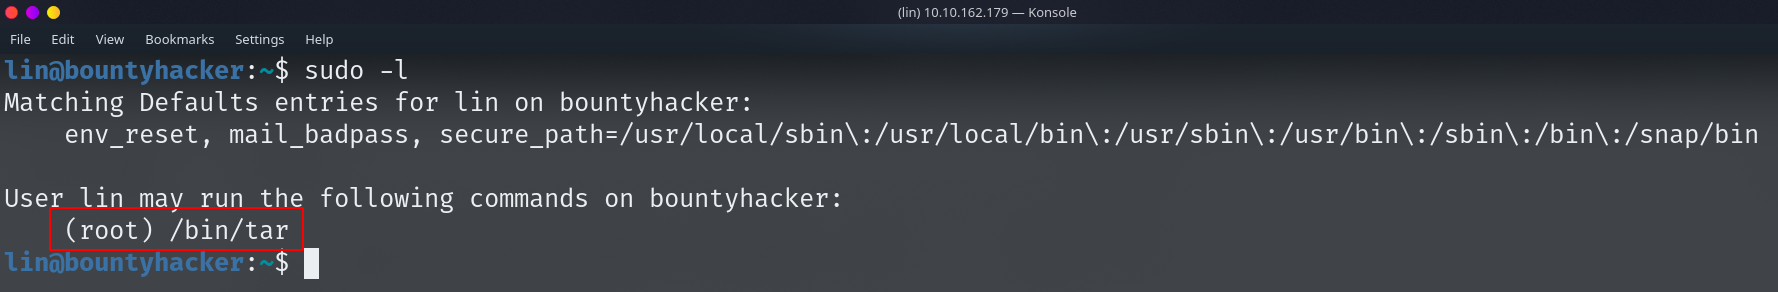 (lin) 10.10.162.179 — Konsole
File Edit View Bookmarks Settings Help
lin@bountyhacker:~$ sudo -l
Matching Defaults entries for lin on bountyhacker:
    env_reset, mail_badpass, secure_path=/usr/local/sbin\:/usr/local/bin\:/usr/sbin\:/usr/bin\:/sbin\:/bin\:/snap/bin

User lin may run the following commands on bountyhacker:
    (root) /bin/tar
lin@bountyhacker:~$